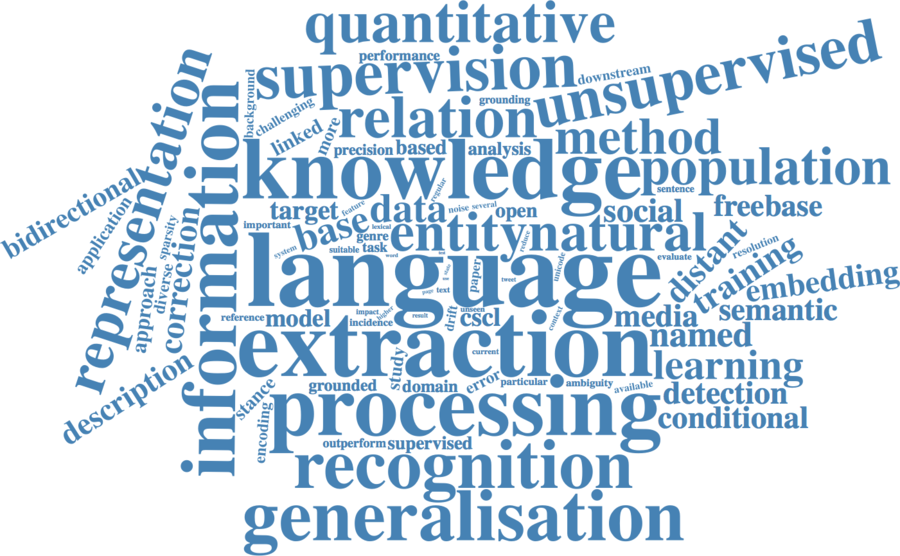 quantitative
performance
supervision
downstream
unsupervised
background
challenging
grounding
linked
more
relation
method
precision
based
analysis
knowledge
population
sentence
regular
representation
information
bidirectional
application
sparsity
diverse
approach
correction
description
target
feature
data
noise
several
open
social
freebase
important
base
lexical
entity
natural
reduce
system
suitable
genre
task
word
language
paper
tweet
unicode
evaluate
resolution
distant
training
embedding
semantic
page
text
reference
model
impact
incidence
higher
result
drift
unseen
cscl
context
media
named
extraction
current
learning
study
grounded
domain
error
particular
ambiguity
available
detection
conditional
stance
encoding
processing
outperform
supervised
recognition
generalisation